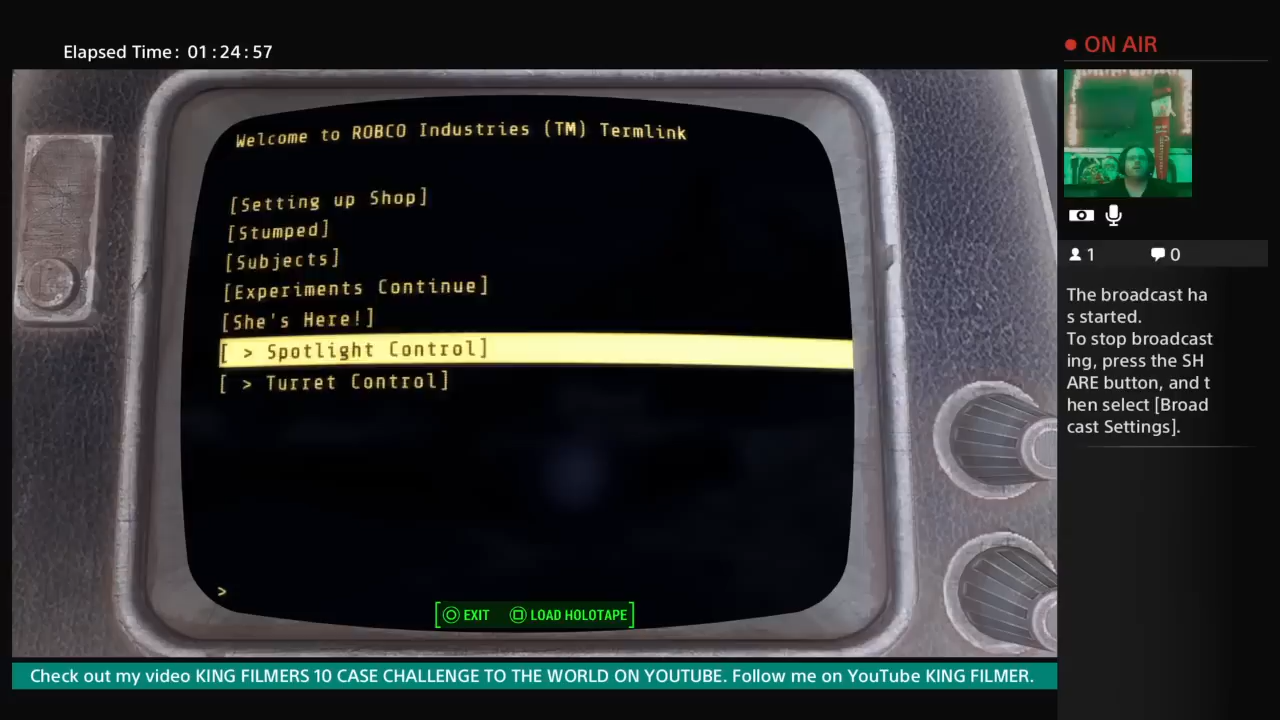 Elapsed Time: 01:24:57
ON AIR
Welcome to ROBCO Industries (TM) Termlink
[Setting up Shop]
[Stumped]
[Subjects]
[Experiments Continue]
[She's Here!]
[ > Spotlight Control]
[ > Turret Control]
>
EXIT LOAD HOLOTAPE
1 0
The broadcast ha
s started.
To stop broadcast
ing, press the SH
ARE button, and t
hen select [Broad
cast Settings].
Check out my video KING FILMERS 10 CASE CHALLENGE TO THE WORLD ON YOUTUBE. Follow me on YouTube KING FILMER.